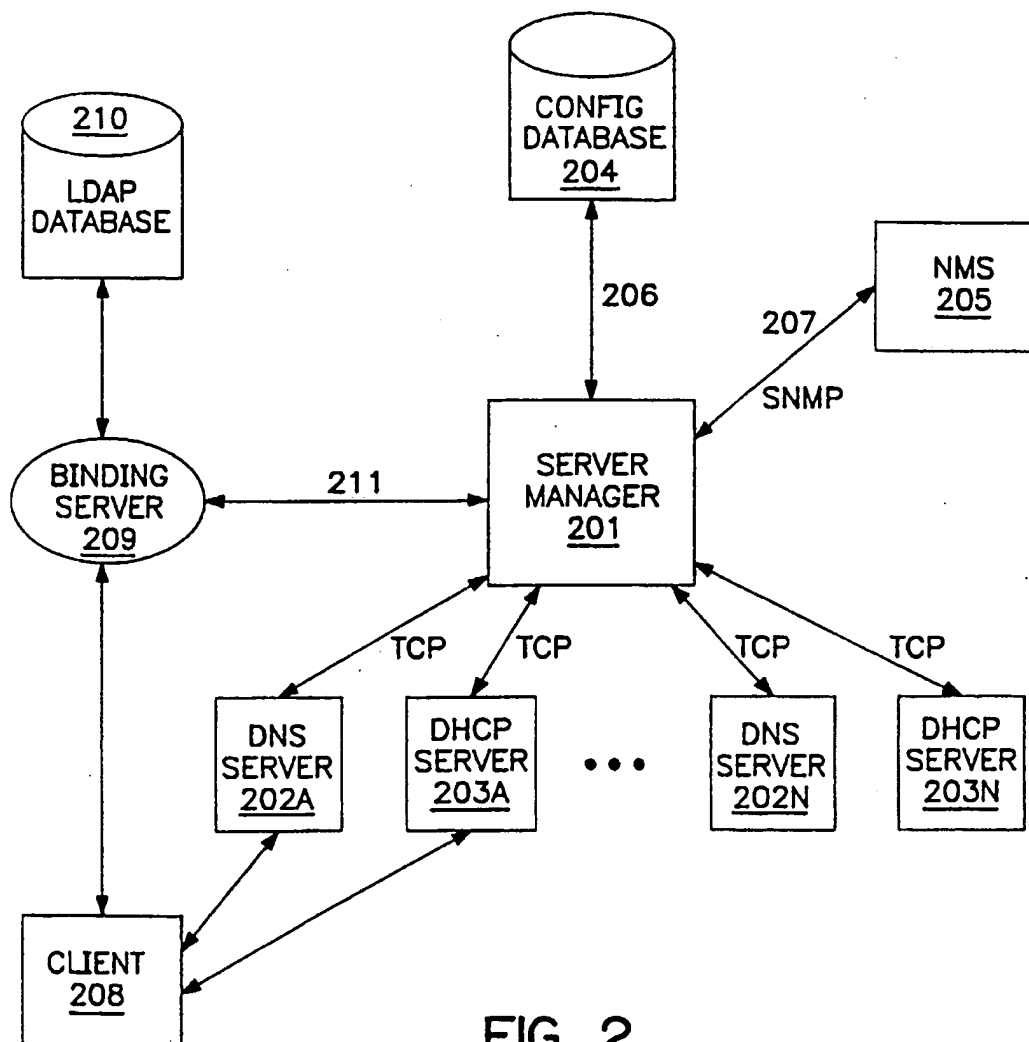 CONFIG
DATABASE
204
210
LDAP
DATABASE
NMS
205
206
207
SNMP
SERVER
MANAGER
201
BINDING
SERVER
209
211
TCP
TCP
TCP
TCP
DNS
SERVER
202A
DHCP
SERVER
203A
DNS
SERVER
202N
DHCP
SERVER
203N
CLIENT
208
FIG. 2